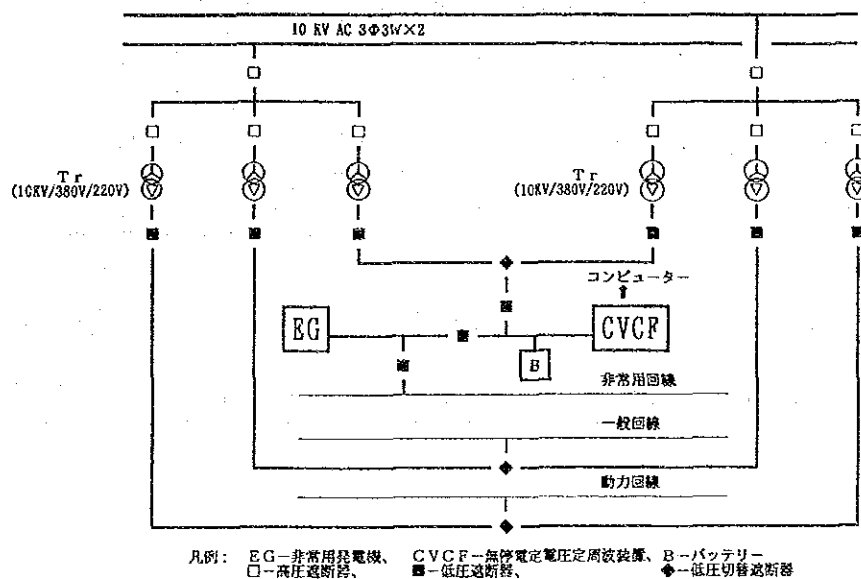 10 KV AC 3Φ3W×2
Tr
(10KV/380V/220V)
Tr
(10KV/380V/220V)
コンピューター
EG
CVCF
B
非常用回線
一般回線
動力回線
凡例: EG-非常用発電機、 CVCF-無停電定電圧定周波装置、B-バッテリー
□-高圧遮断器、 ■-低圧遮断器、 ◆-低圧切替遮断器